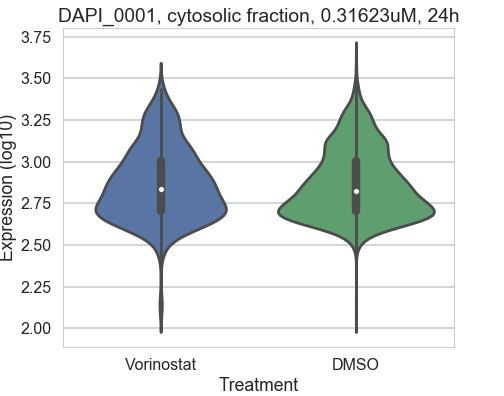 DAPI_0001, cytosolic fraction, 0.31623uM, 24h
3.75
3.50
3.25
3.00
2.75
2.50
2.25
2.00
Expression (log10)
Vorinostat
DMSO
Treatment